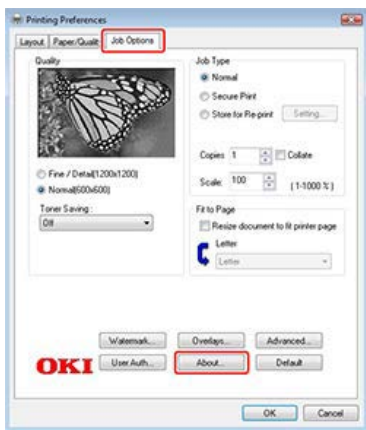 Printing Preferences
Layout Paper/Qualit Job Options
Quality
Fine / Detail(1200x1200)
Normal(600x600)
Toner Saving :
Off
Job Type
Normal
Secure Print
Store for Re-print Setting...
Copies: 1 Collate
Scale: 100 (1-1000 %)
Fit to Page
Resize document to fit printer page
Letter
Letter
Watermark... Overlays... Advanced...
OKI User Auth... About... Default
OK Cancel